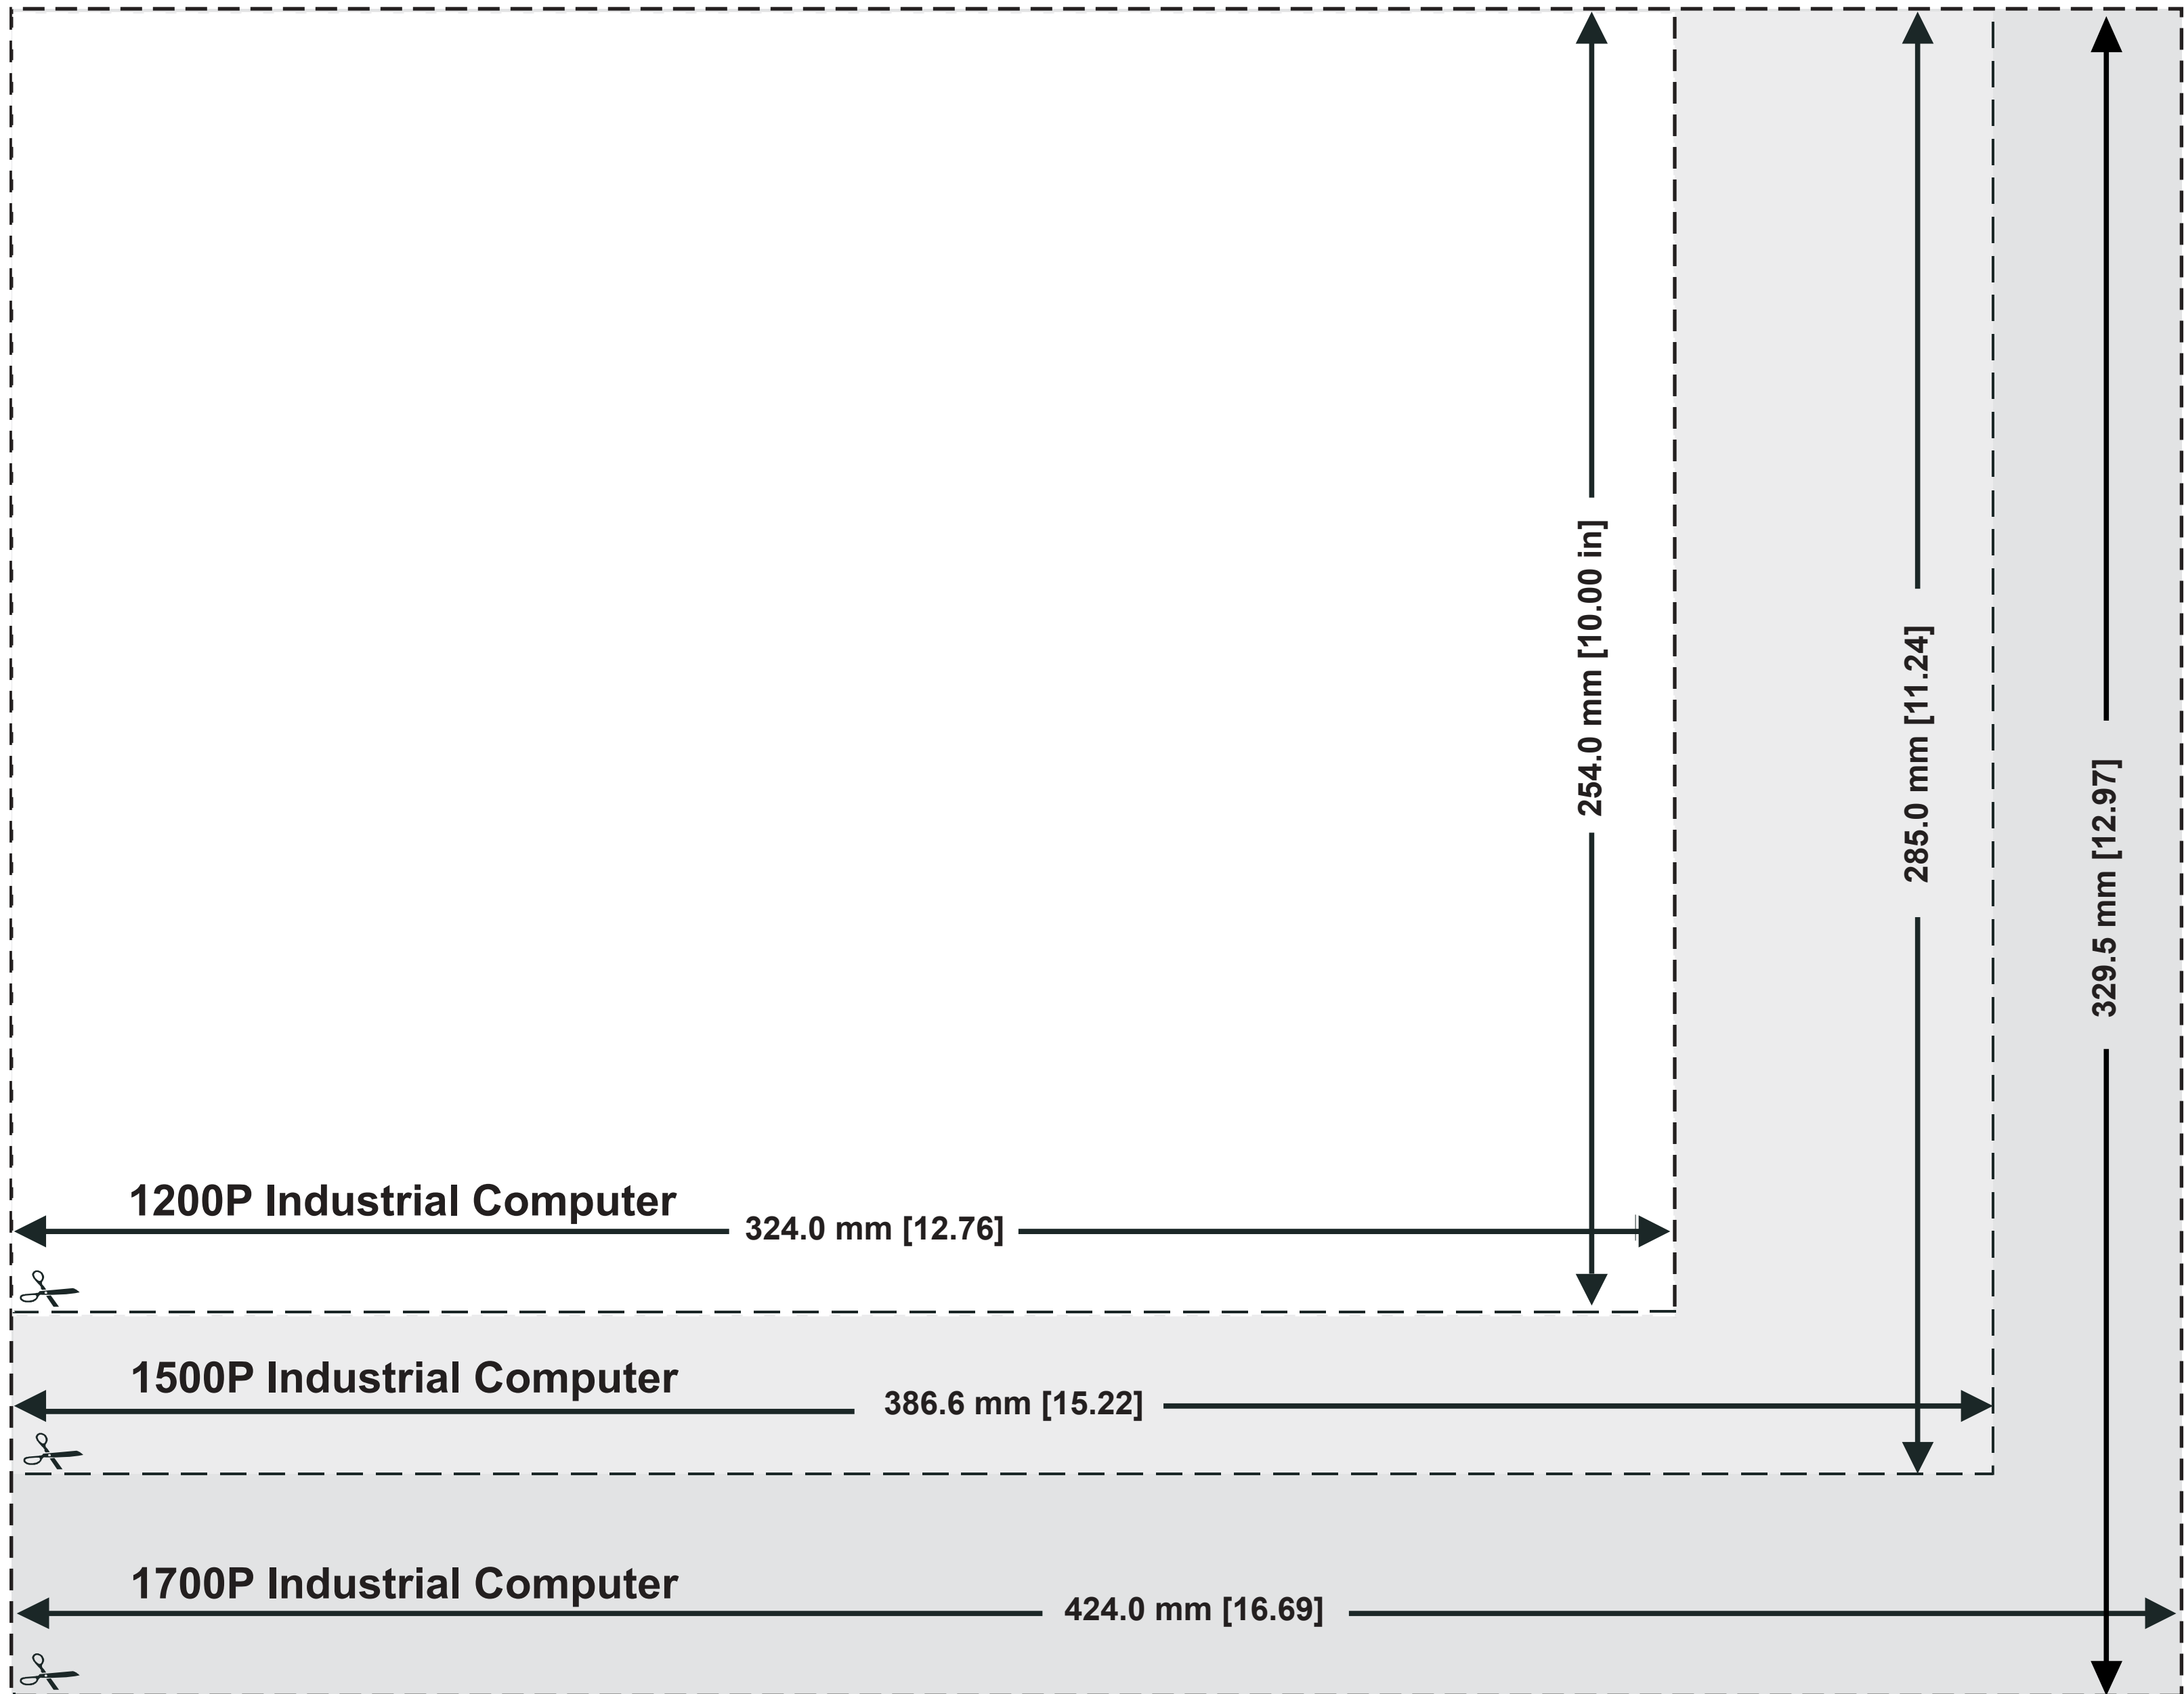 254.0 mm [10.00 in]
285.0 mm [11.24]
329.5 mm [12.97]
1200P Industrial Computer
324.0 mm [12.76]
1500P Industrial Computer
386.6 mm [15.22]
1700P Industrial Computer
424.0 mm [16.69]